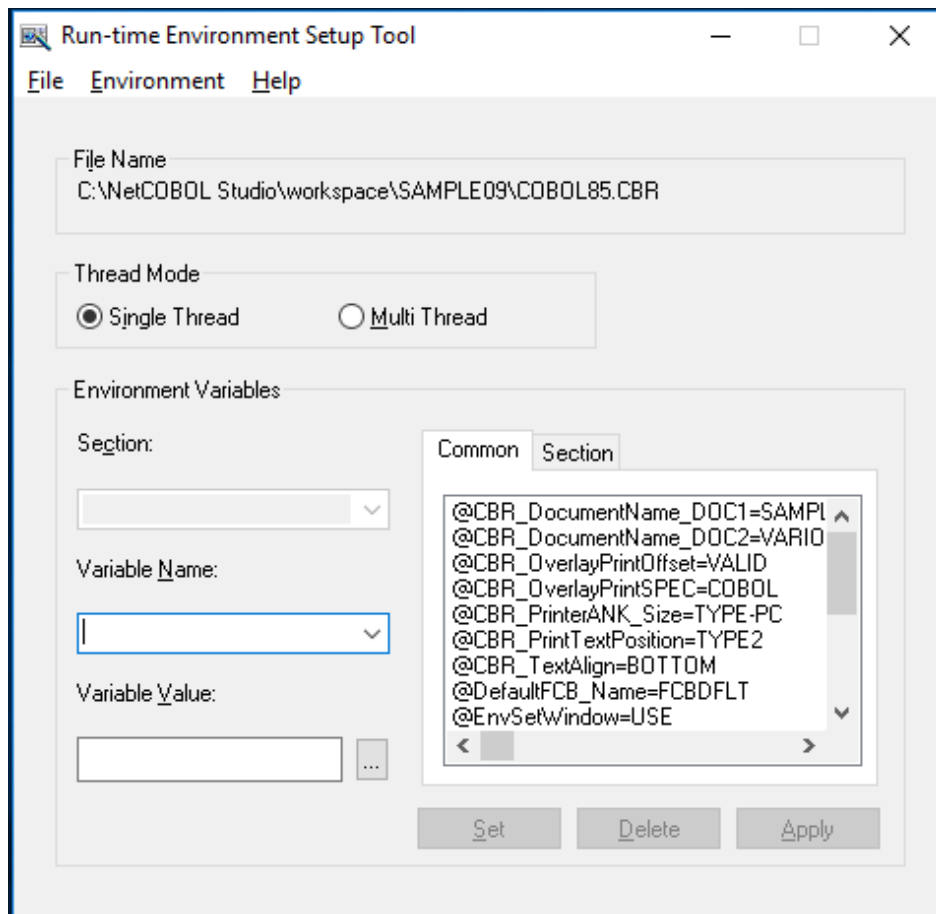 Run-time Environment Setup Tool
File Environment Help
File Name
C:\NetCOBOL Studio\workspace\SAMPLE09\COBOL85.CBR
Thread Mode
Single Thread Multi Thread
Environment Variables
Section:
Variable Name:
Variable Value:
...
Common Section
@CBR_DocumentName_DOC1=SAMPL
@CBR_DocumentName_DOC2=VARIO
@CBR_OverlayPrintOffset=VALID
@CBR_OverlayPrintSPEC=COBOL
@CBR_PrinterANK_Size=TYPE-PC
@CBR_PrintTextPosition=TYPE2
@CBR_TextAlign=BOTTOM
@DefaultFCB_Name=FCBDFLT
@EnvSetWindow=USE
Set Delete Apply